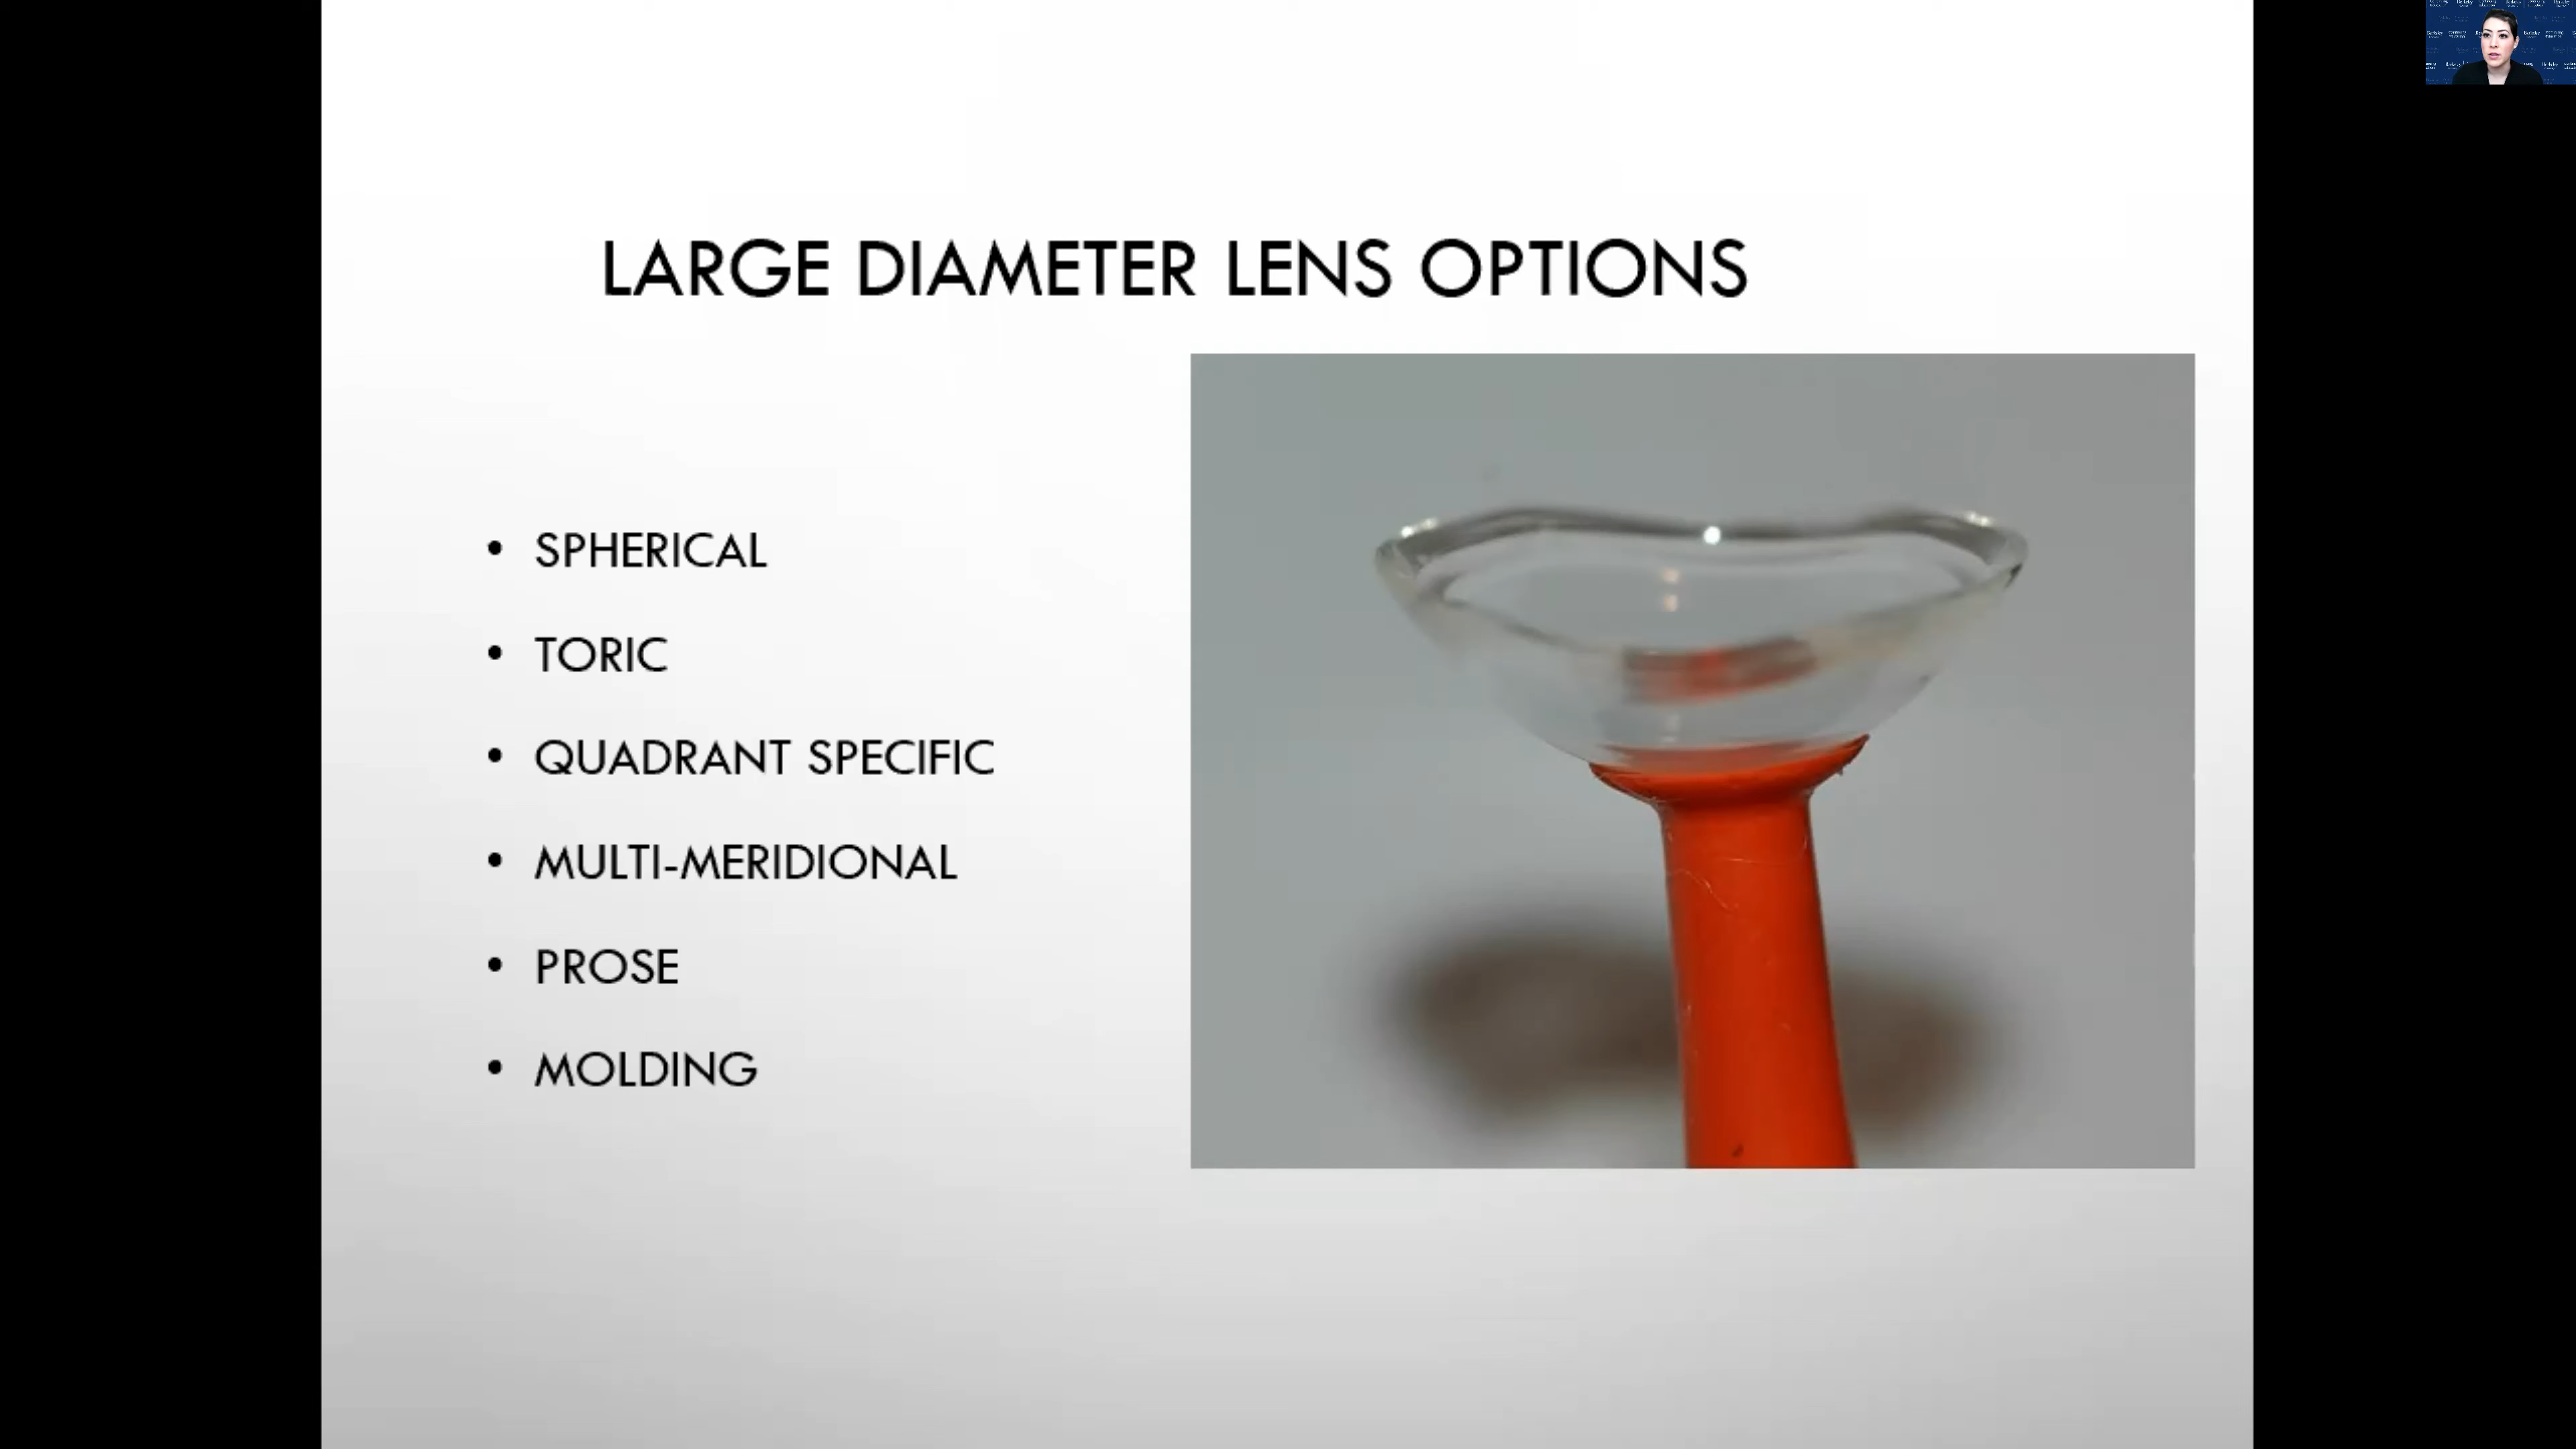 LARGE DIAMETER LENS OPTIONS
• SPHERICAL
• TORIC
• QUADRANT SPECIFIC
• MULTI-MERIDIONAL
• PROSE
• MOLDING